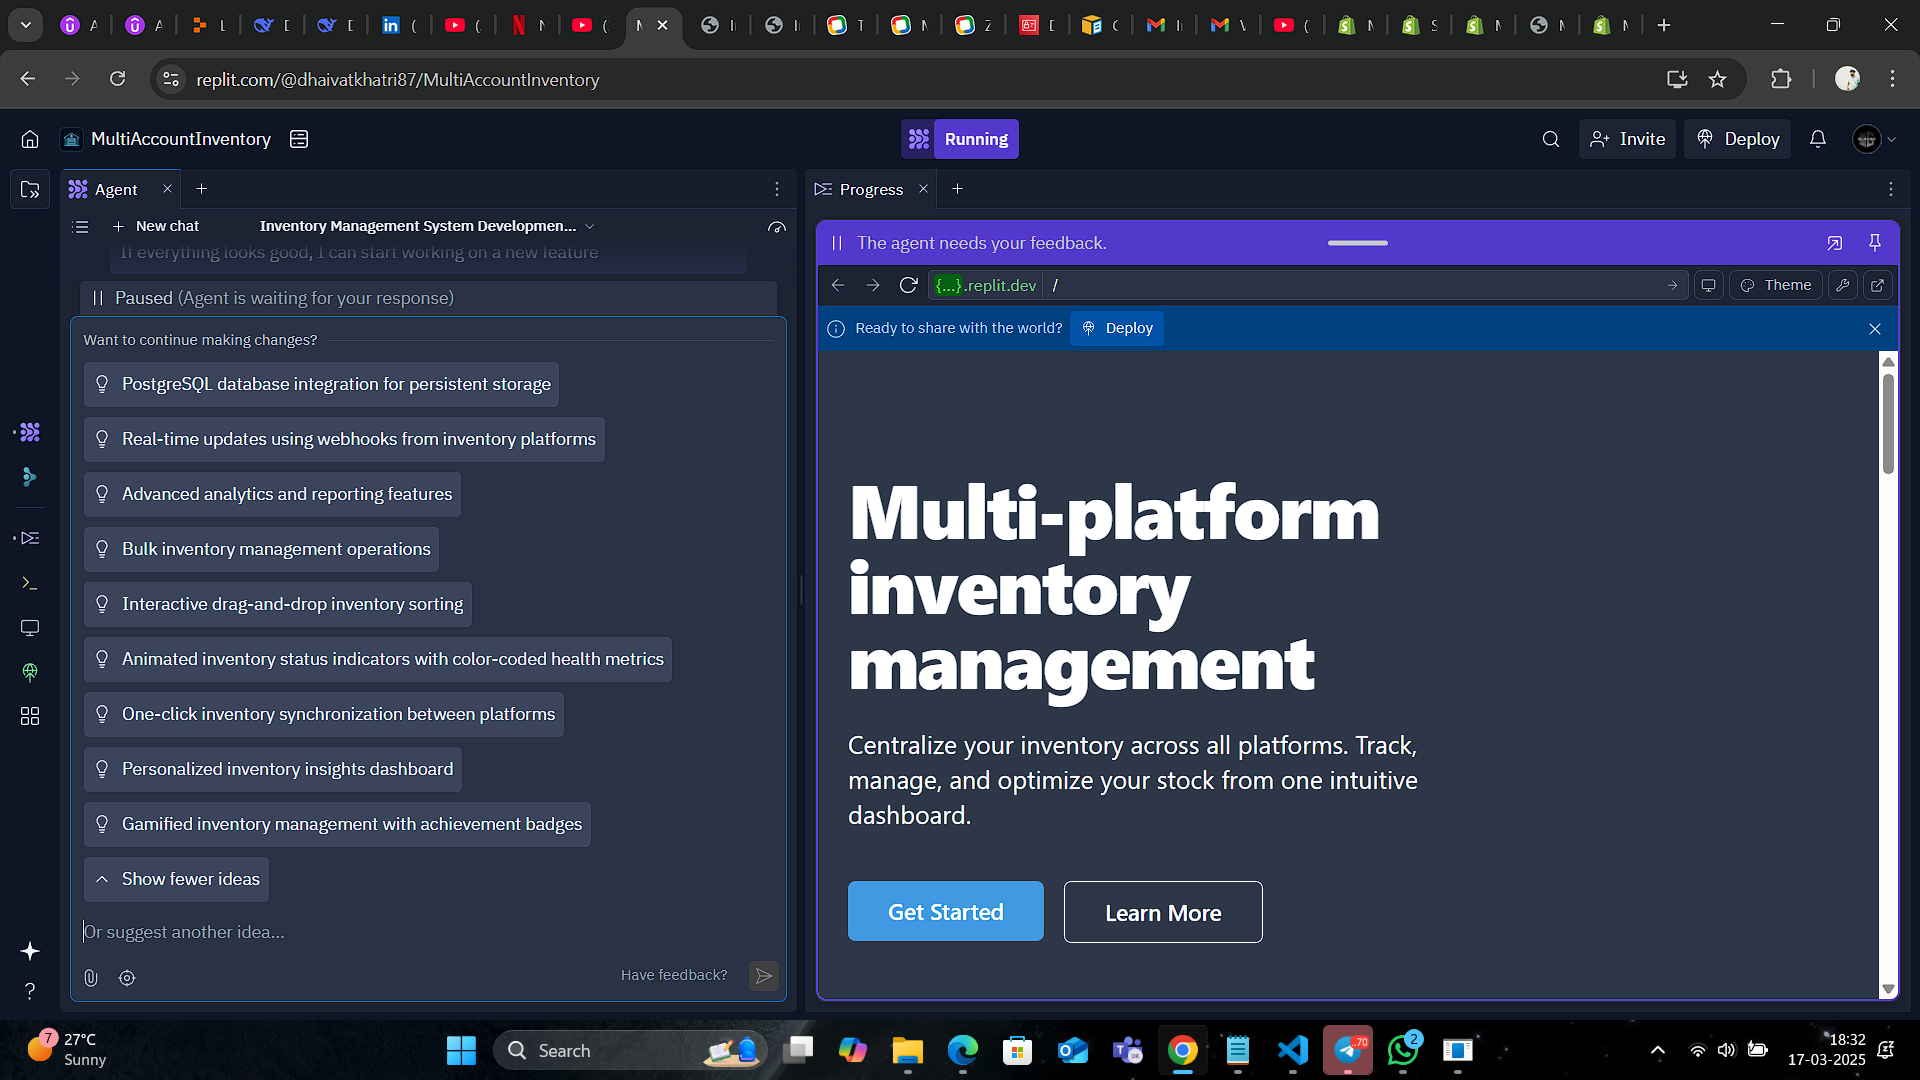 replit.com/@dhaivatkhatri87/MultiAccountInventory
MultiAccountInventory
Running
Invite
Deploy
Agent
Progress
New chat
Inventory Management System Developmen...
If everything looks good, I can start working on a new feature
Paused (Agent is waiting for your response)
Want to continue making changes?
PostgreSQL database integration for persistent storage
Real-time updates using webhooks from inventory platforms
Advanced analytics and reporting features
Bulk inventory management operations
Interactive drag-and-drop inventory sorting
Animated inventory status indicators with color-coded health metrics
One-click inventory synchronization between platforms
Personalized inventory insights dashboard
Gamified inventory management with achievement badges
Show fewer ideas
Or suggest another idea...
Have feedback?
The agent needs your feedback.
{...}.replit.dev /
Theme
Ready to share with the world? Deploy
Multi-platform
inventory
management
Centralize your inventory across all platforms. Track,
manage, and optimize your stock from one intuitive
dashboard.
Get Started
Learn More
7
27°C
Sunny
Search
70
2
18:32
17-03-2025